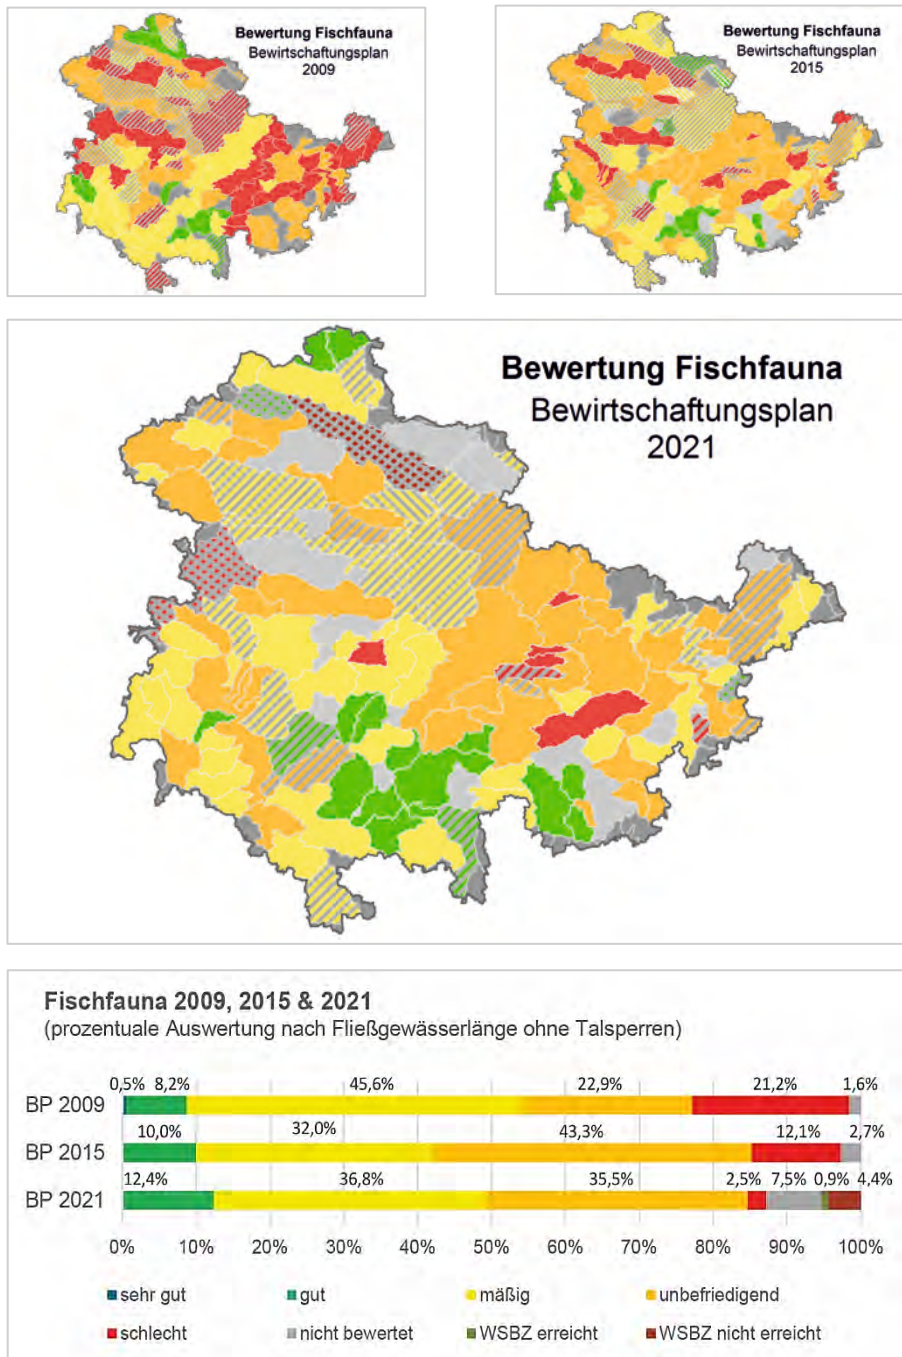 Bewertung Fischfauna
Bewirtschaftungsplan
2009
Bewertung Fischfauna
Bewirtschaftungsplan
2015
Bewertung Fischfauna
Bewirtschaftungsplan
2021
Fischfauna 2009, 2015 & 2021
(prozentuale Auswertung nach Fließgewässerlänge ohne Talsperren)
0,5% 8,2% 45,6% 22,9% 21,2% 1,6%
BP 2009
10,0% 32,0% 43,3% 12,1% 2,7%
BP 2015
12,4% 36,8% 35,5% 2,5% 7,5% 0,9% 4,4%
BP 2021
0% 10% 20% 30% 40% 50% 60% 70% 80% 90% 100%
sehr gut gut mäßig unbefriedigend
schlecht nicht bewertet WSBZ erreicht WSBZ nicht erreicht